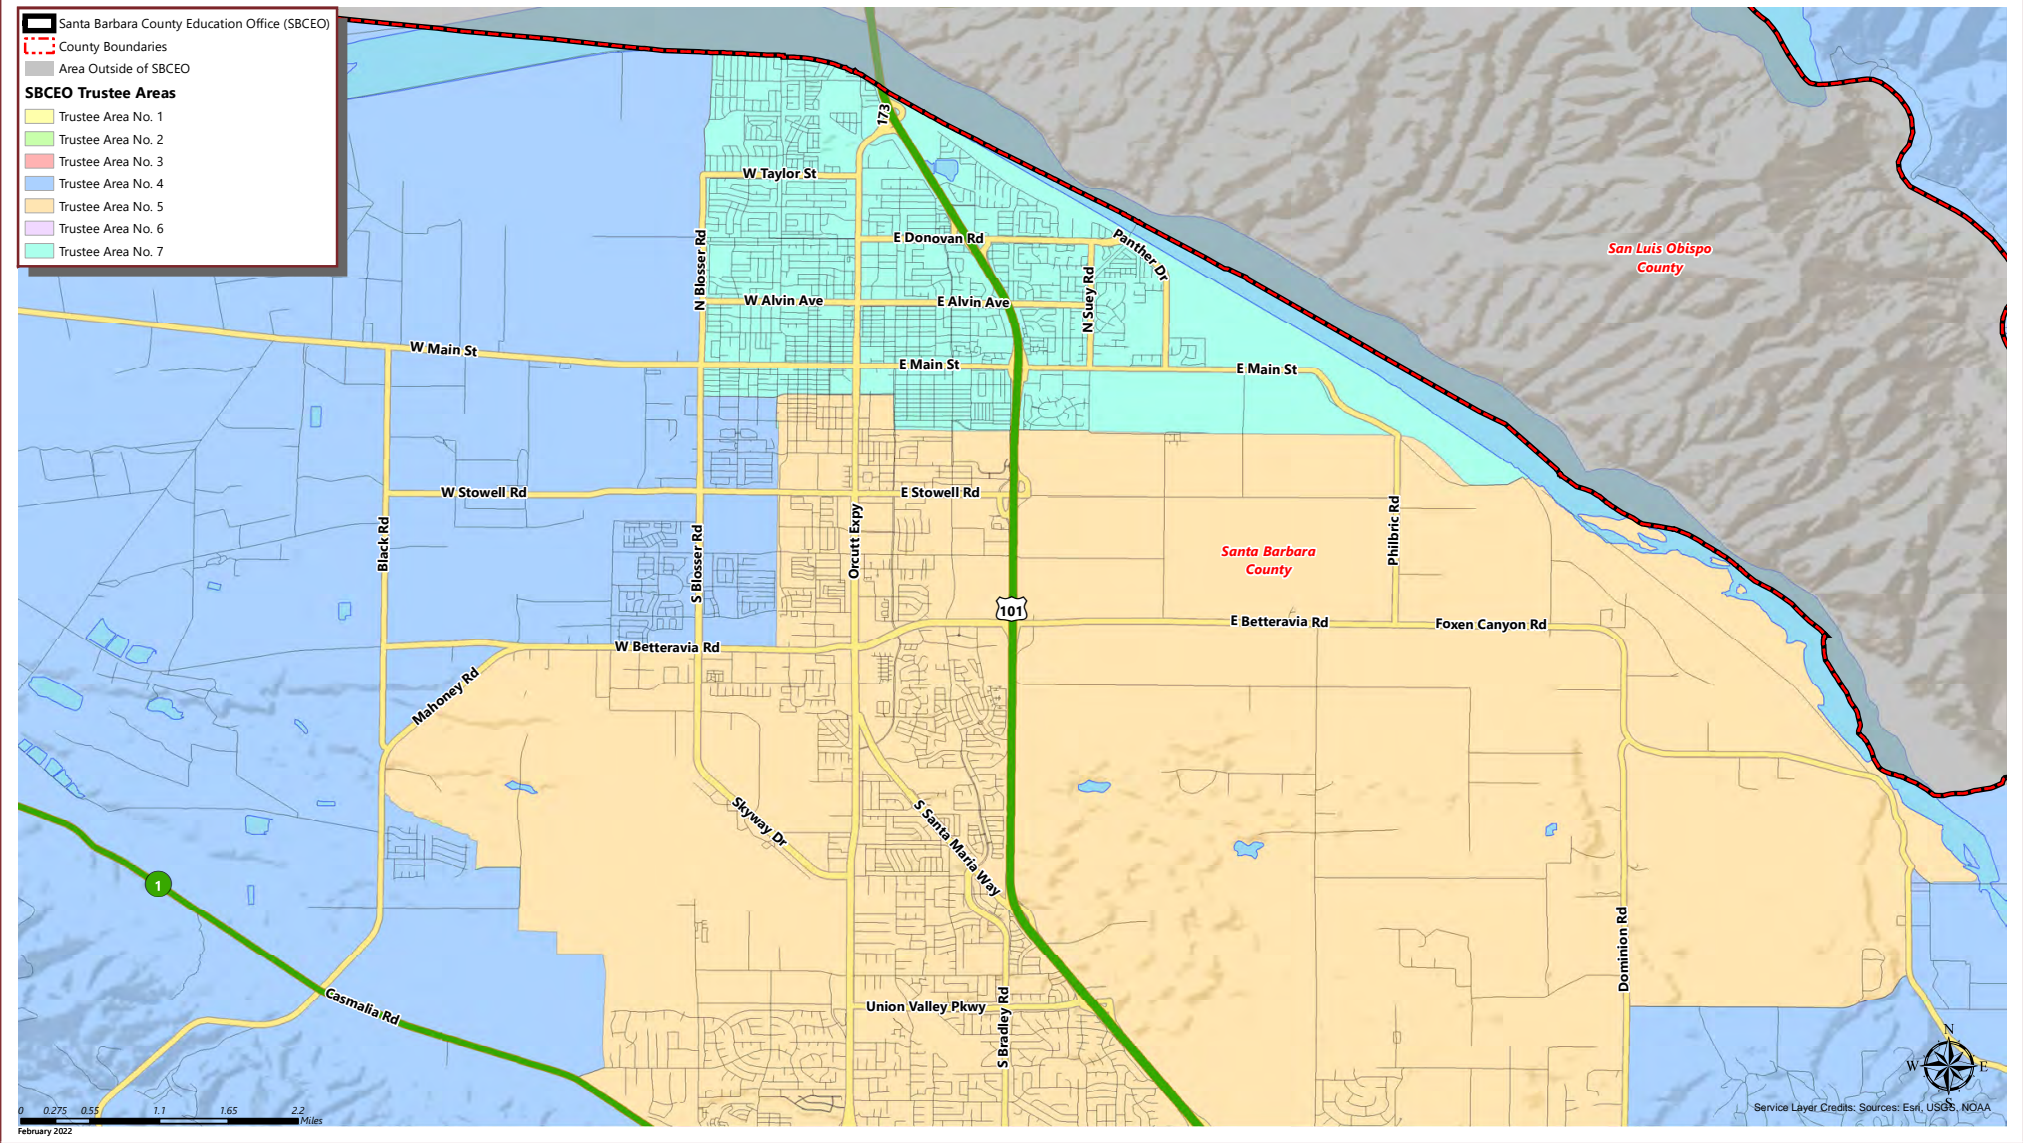 Santa Barbara County Education Office (SBCEO)
County Boundaries
Area Outside of SBCEO
SBCEO Trustee Areas
Trustee Area No. 1
Trustee Area No. 2
Trustee Area No. 3
Trustee Area No. 4
Trustee Area No. 5
Trustee Area No. 6
Trustee Area No. 7
173
W Taylor St
N Blosser Rd
E Donovan Rd
Panther Dr
San Luis Obispo
County
N Suey Rd
W Alvin Ave
E Alvin Ave
W Main St
E Main St
E Main St
W Stowell Rd
E Stowell Rd
Black Rd
S Blosser Rd
Orcutt Expy
Philbric Rd
Santa Barbara
County
101
W Betteravia Rd
E Betteravia Rd
Foxen Canyon Rd
Mahoney Rd
Skyway Dr
S Santa Maria Way
1
Dominion Rd
Casmalia Rd
Union Valley Pkwy
S Bradley Rd
N
W
E
S
0 0.275 0.55 1.1 1.65 2.2
Miles
Service Layer Credits: Sources: Esri, USGS, NOAA
February 2022